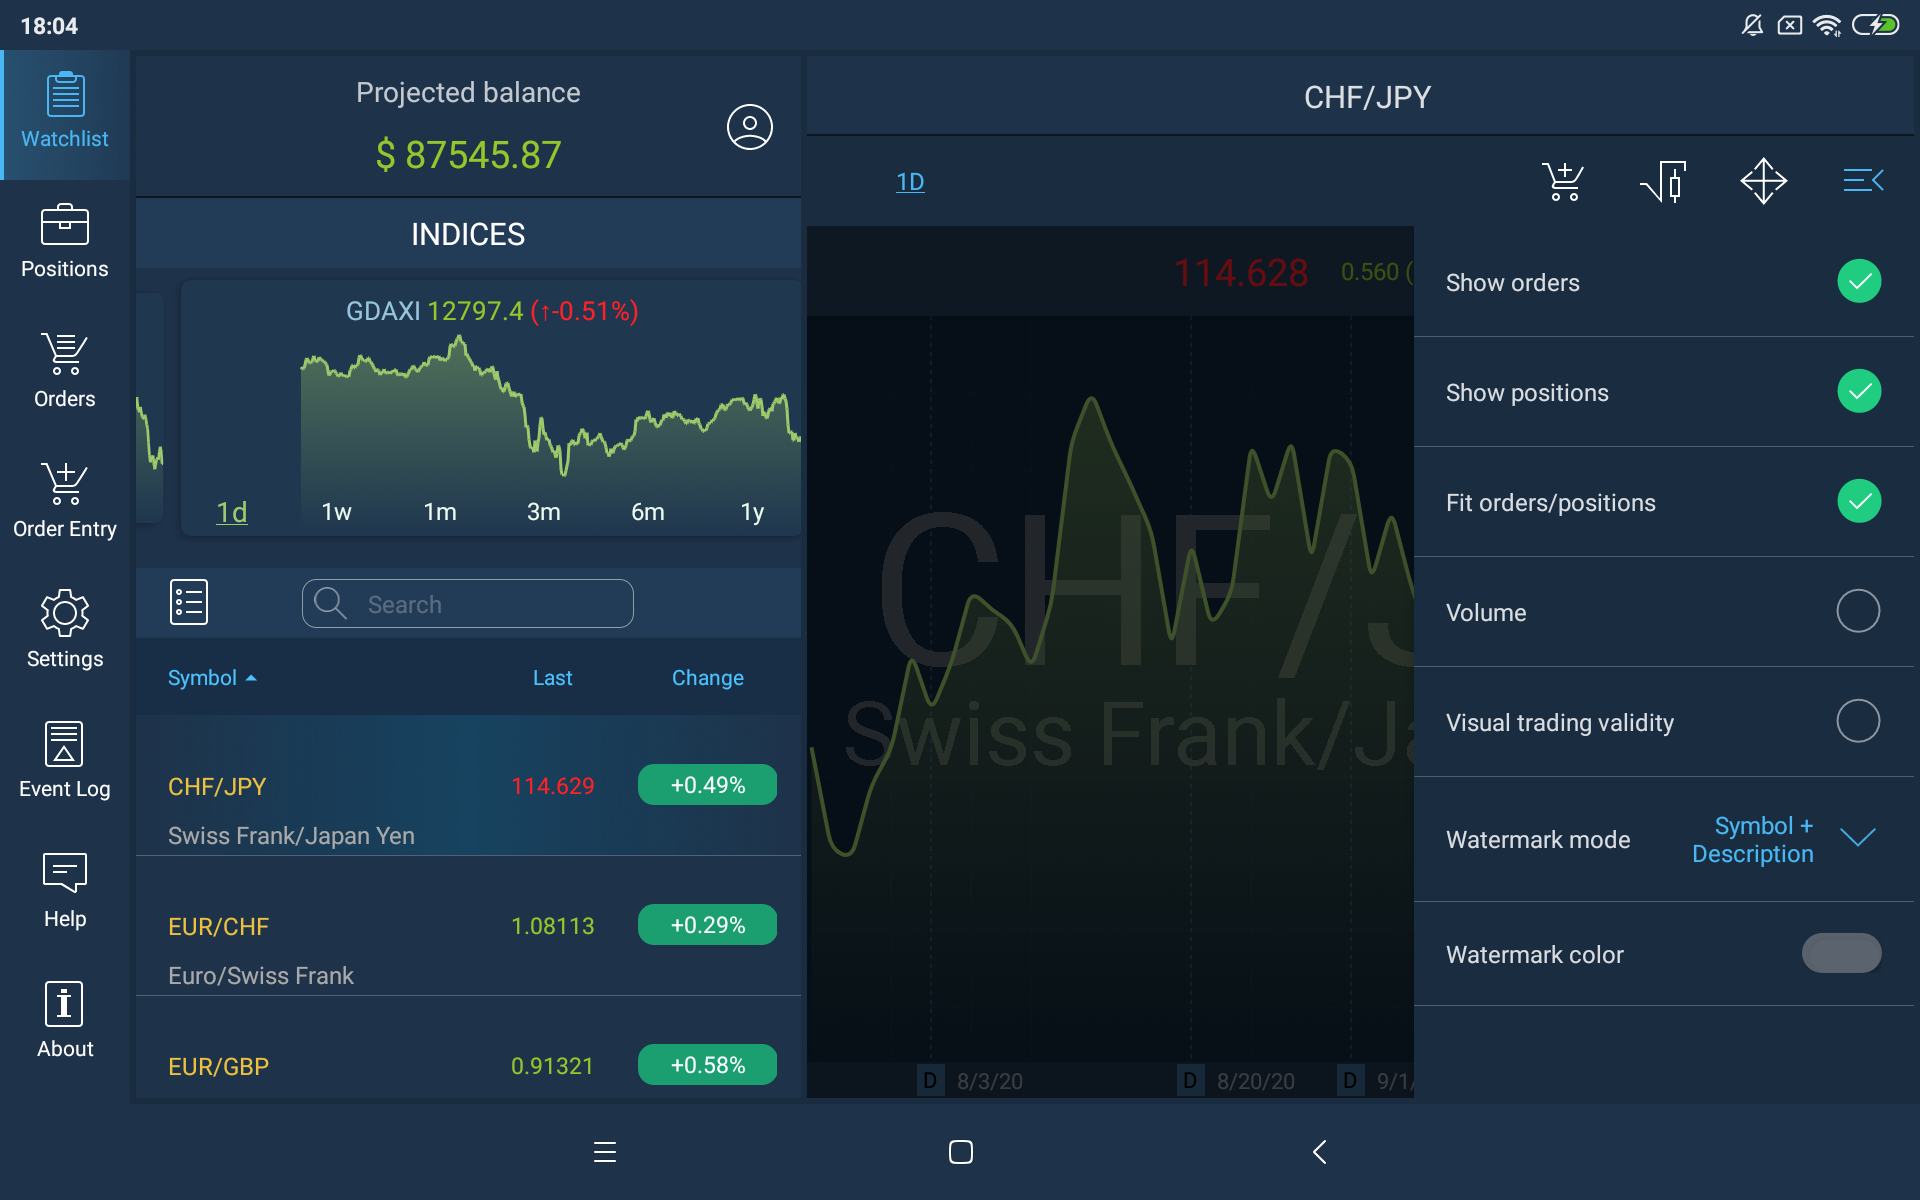 18:04
Watchlist
Positions
Orders
Order Entry
Settings
Event Log
Help
About
Projected balance
$ 87545.87
INDICES
GDAXI 12797.4 (↑-0.51%)
1d 1w 1m 3m 6m 1y
Search
Symbol Last Change
CHF/JPY 114.629 +0.49%
Swiss Frank/Japan Yen
EUR/CHF 1.08113 +0.29%
Euro/Swiss Frank
EUR/GBP 0.91321 +0.58%
CHF/JPY
1D
114.628 0.560 (
CHF/J
Swiss Frank/Ja
D 8/3/20 D 8/20/20 D 9/1/
Show orders
Show positions
Fit orders/positions
Volume
Visual trading validity
Watermark mode
Symbol +
Description
Watermark color